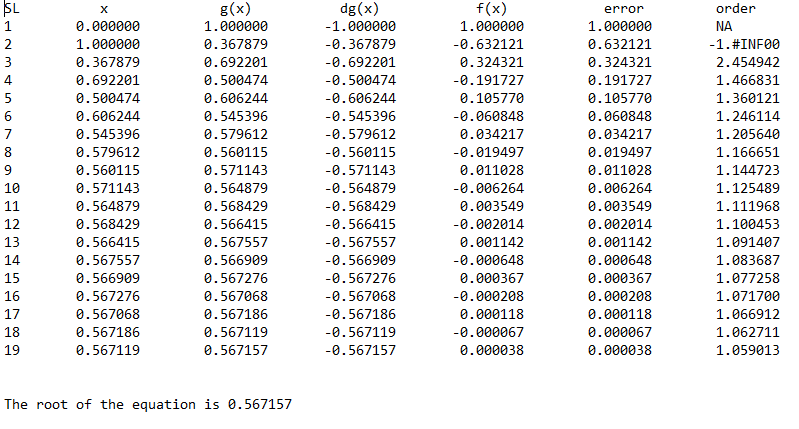 SL x g(x) dg(x) f(x) error order
1 0.000000 1.000000 -1.000000 1.000000 1.000000 NA
2 1.000000 0.367879 -0.367879 -0.632121 0.632121 -1.#INF00
3 0.367879 0.692201 -0.692201 0.324321 0.324321 2.454942
4 0.692201 0.500474 -0.500474 -0.191727 0.191727 1.466831
5 0.500474 0.606244 -0.606244 0.105770 0.105770 1.360121
6 0.606244 0.545396 -0.545396 -0.060848 0.060848 1.246114
7 0.545396 0.579612 -0.579612 0.034217 0.034217 1.205640
8 0.579612 0.560115 -0.560115 -0.019497 0.019497 1.166651
9 0.560115 0.571143 -0.571143 0.011028 0.011028 1.144723
10 0.571143 0.564879 -0.564879 -0.006264 0.006264 1.125489
11 0.564879 0.568429 -0.568429 0.003549 0.003549 1.111968
12 0.568429 0.566415 -0.566415 -0.002014 0.002014 1.100453
13 0.566415 0.567557 -0.567557 0.001142 0.001142 1.091407
14 0.567557 0.566909 -0.566909 -0.000648 0.000648 1.083687
15 0.566909 0.567276 -0.567276 0.000367 0.000367 1.077258
16 0.567276 0.567068 -0.567068 -0.000208 0.000208 1.071700
17 0.567068 0.567186 -0.567186 0.000118 0.000118 1.066912
18 0.567186 0.567119 -0.567119 -0.000067 0.000067 1.062711
19 0.567119 0.567157 -0.567157 0.000038 0.000038 1.059013
The root of the equation is 0.567157